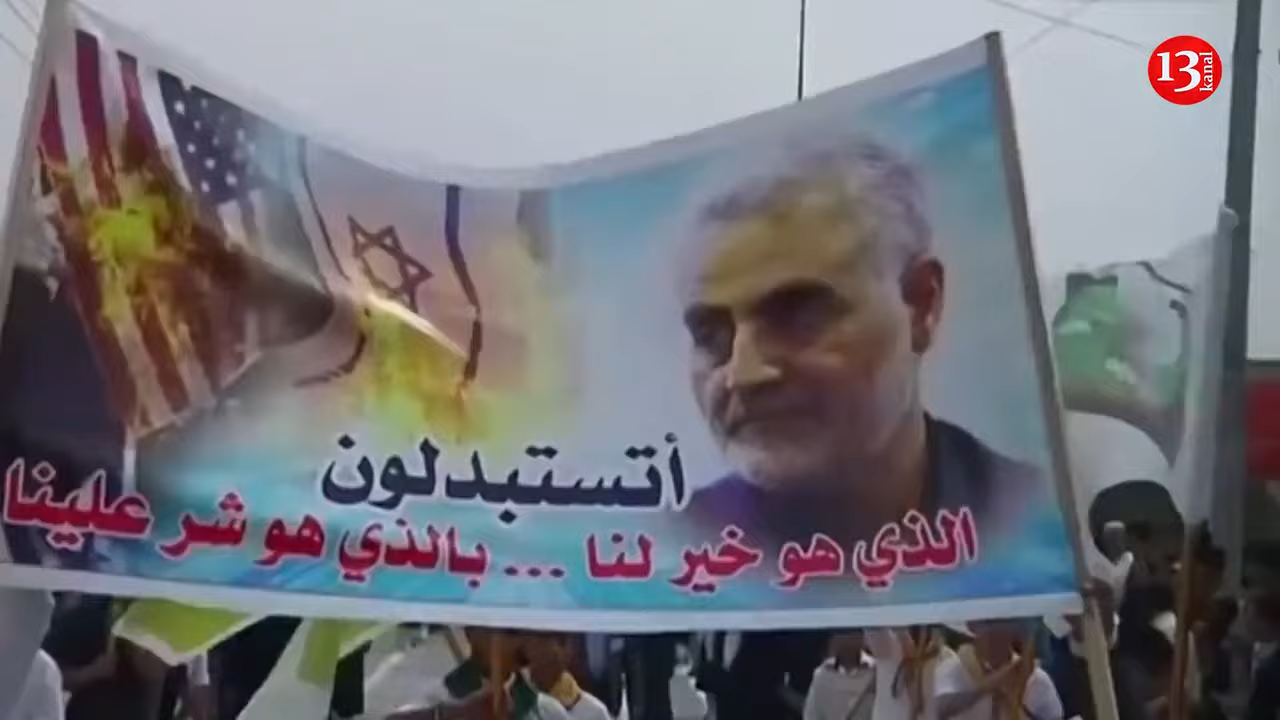 13 kanal
أتستبدلون
الذي هو خير لنا ... بالذي هو شر علينا